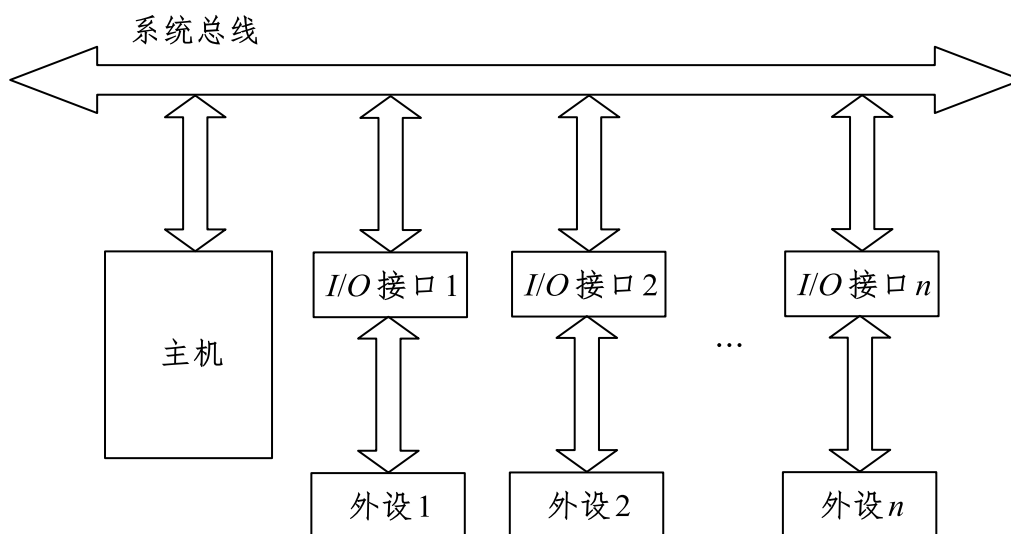 系统总线
I/O 接口 1
I/O 接口 2
I/O 接口 n
主机
...
外设 1
外设 2
外设 n